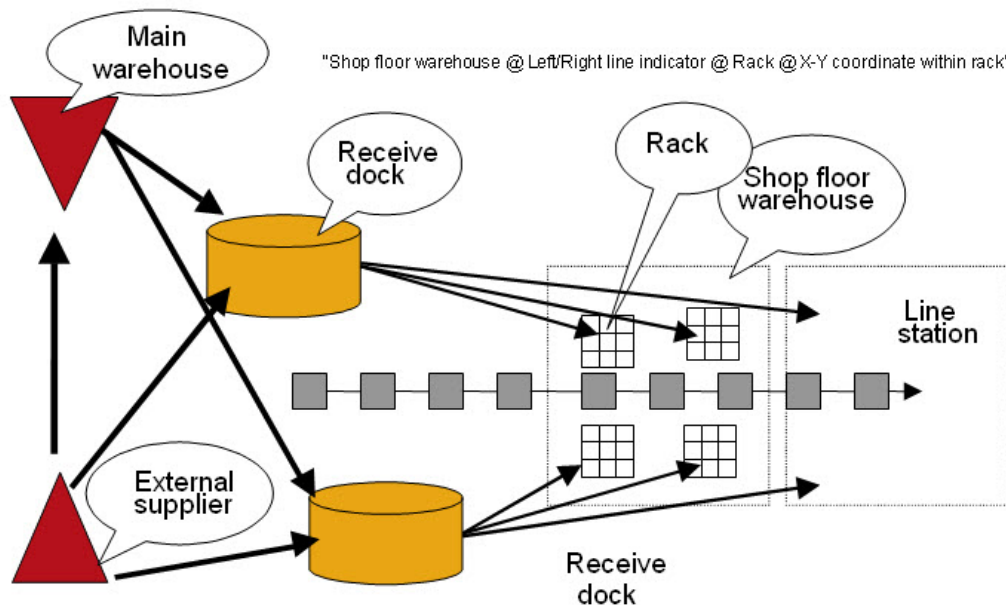 Main
warehouse
"Shop floor warehouse @ Left/Right line indicator @ Rack @ X-Y coordinate within rack"
Receive
dock
Rack
Shop floor
warehouse
Line
station
External
supplier
Receive
dock